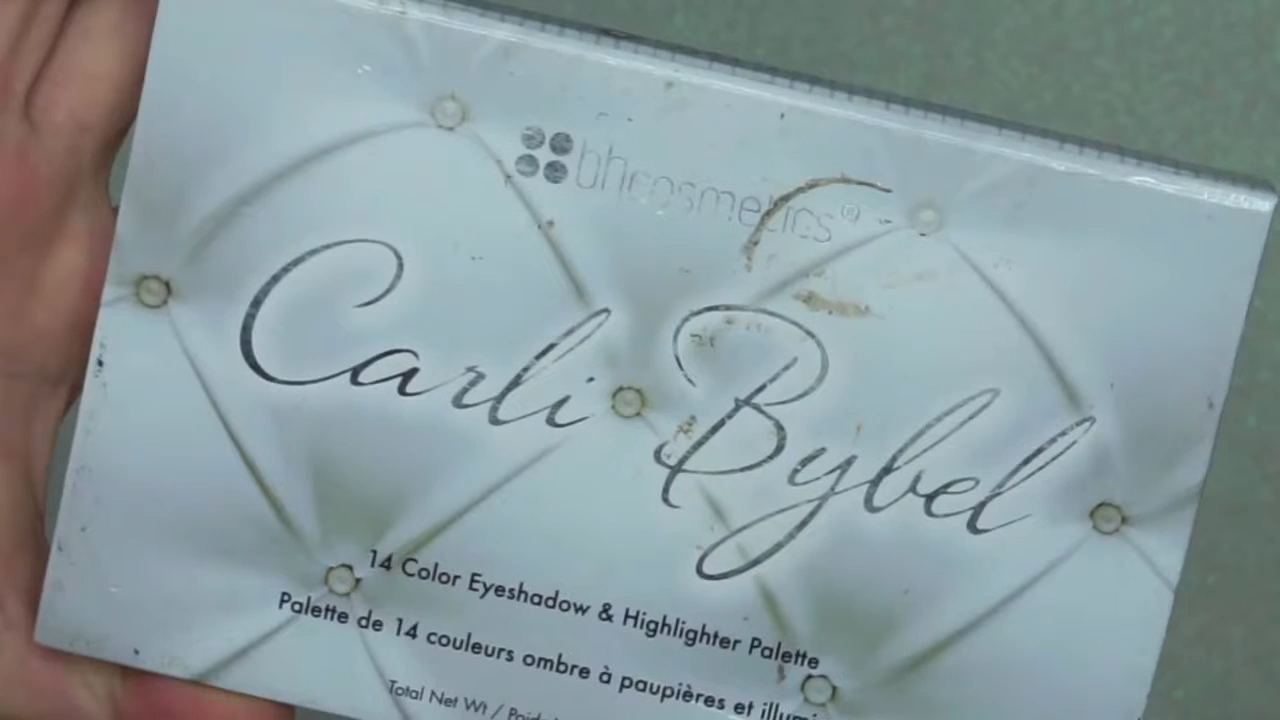 bhcosmetics®
Carli Bybel
14 Color Eyeshadow & Highlighter Palette
Palette de 14 couleurs ombre à paupières et
Total Net Wt /